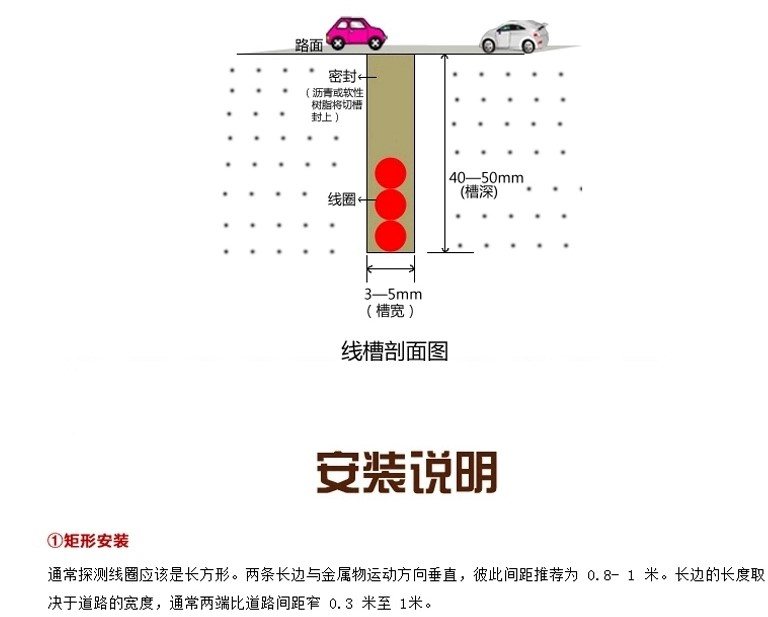 路面
密封
（沥青或软性
树脂将切槽
封上）
线圈
40—50mm
(槽深)
3—5mm
（槽宽）
线槽剖面图
安装说明
①矩形安装
通常探测线圈应该是长方形。两条长边与金属物运动方向垂直，彼此间距推荐为 0.8- 1 米。长边的长度取
决于道路的宽度，通常两端比道路间距窄 0.3 米至 1米。